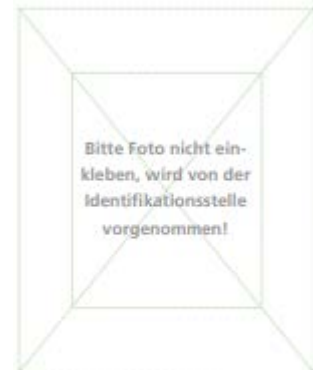 Bitte Foto nicht ein-
kleben, wird von der
Identifikationsstelle
vorgenommen!